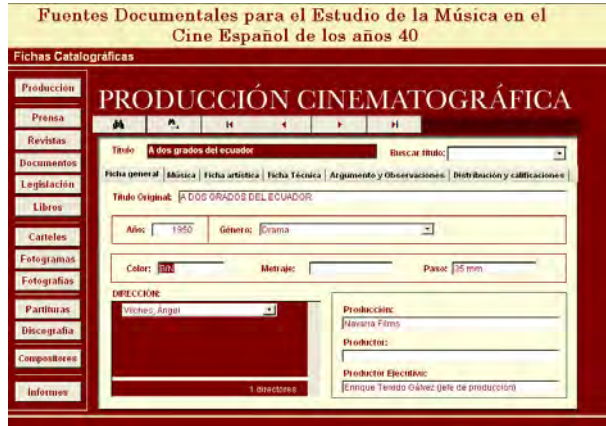 Fuentes Documentales para el Estudio de la Música en el
Cine Español de los años 40
Fichas Catalográficas
Producción
Prensa
Revistas
Documentos
Legislación
Libros
Carteles
Fotogramas
Fotografías
Partituras
Discografía
Compositores
Informes
PRODUCCIÓN CINEMATOGRÁFICA
Título A dos grados del ecuador Buscar título:
Ficha general Música Ficha artística Ficha Técnica Argumento y Observaciones Distribución y calificaciones
Título Original: A DOS GRADOS DEL ECUADOR
Año: 1950 Género: Drama
Color: B/N Metraje: Paso: 35 mm
DIRECCIÓN:
Vilches, Ángel
1 directores
Producción:
Navarra Films
Productor:
Productor Ejecutivo:
Enrique Tenido Gálvez (jefe de producción)